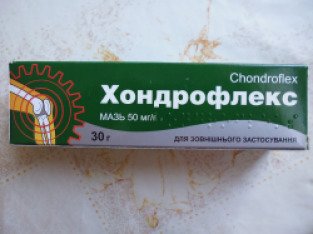 Chondroflex
Хондрофлекс
МАЗЬ 50 мг/г
30 г
ДЛЯ ЗОВНІШНЬОГО ЗАСТОСУВАННЯ